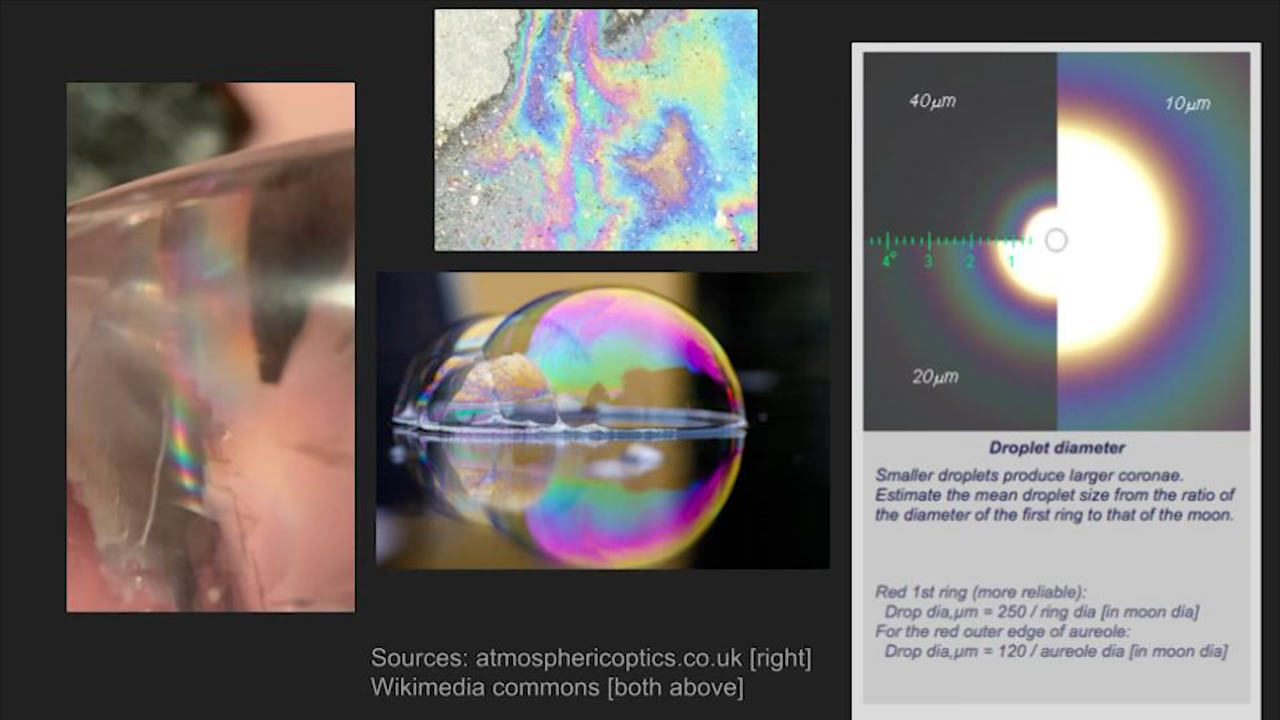 40µm
10µm
4° 3 2 1
20µm
Droplet diameter
Smaller droplets produce larger coronae.
Estimate the mean droplet size from the ratio of
the diameter of the first ring to that of the moon.
Red 1st ring (more reliable):
Drop dia,µm = 250 / ring dia [in moon dia]
For the red outer edge of aureole:
Drop dia,µm = 120 / aureole dia [in moon dia]
Sources: atmosphericoptics.co.uk [right]
Wikimedia commons [both above]